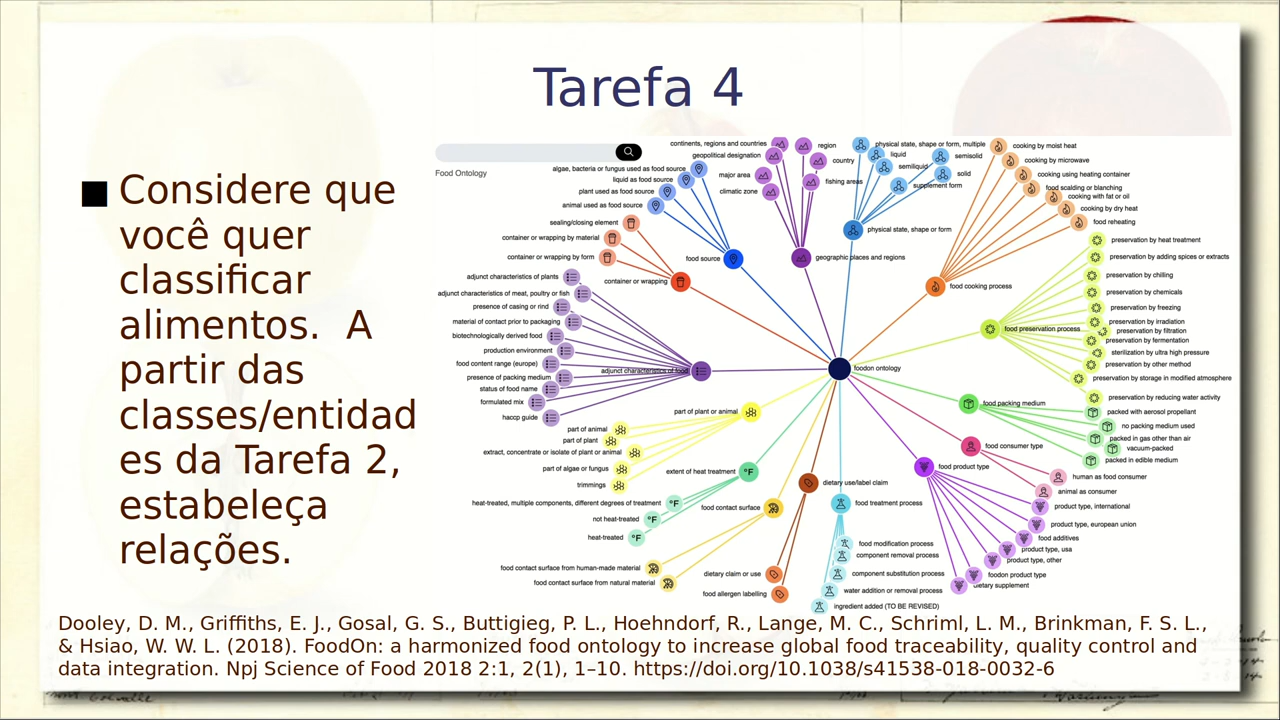 Tarefa 4
■ Considere que
você quer
classificar
alimentos.  A
partir das
classes/entidad
es da Tarefa 2,
estabeleça
relações.
Food Ontology
continents, regions and countries
geopolitical designation
major area
climatic zone
region
country
fishing areas
geographic places and regions
physical state, shape or form, multiple
liquid
semisolid
semiliquid
solid
supplement form
physical state, shape or form
cooking by moist heat
cooking by microwave
cooking using heating container
food scalding or blanching
cooking with fat or oil
cooking by dry heat
food reheating
food cooking process
algae, bacteria or fungus used as food source
liquid as food source
plant used as food source
animal used as food source
food source
sealing/closing element
container or wrapping by material
container or wrapping by form
container or wrapping
preservation by heat treatment
preservation by adding spices or extracts
preservation by chilling
preservation by chemicals
preservation by freezing
preservation by irradiation
preservation by filtration
preservation by fermentation
sterilization by ultra high pressure
preservation by other method
preservation by storage in modified atmosphere
preservation by reducing water activity
food preservation process
adjunct characteristics of plants
adjunct characteristics of meat, poultry or fish
presence of casing or rind
material of contact prior to packaging
biotechnologically derived food
production environment
food content range (europe)
presence of packing medium
status of food name
formulated mix
haccp guide
adjunct characteristics of food
foodon ontology
food packing medium
packed with aerosol propellant
no packing medium used
packed in gas other than air
vacuum-packed
packed in edible medium
part of plant or animal
part of animal
part of plant
extract, concentrate or isolate of plant or animal
part of algae or fungus
trimmings
food consumer type
human as food consumer
animal as consumer
food product type
product type, international
product type, european union
food additives
product type, usa
product type, other
foodon product type
dietary supplement
extent of heat treatment
heat-treated, multiple components, different degrees of treatment
not heat-treated
heat-treated
food contact surface
food contact surface from human-made material
food contact surface from natural material
dietary use/label claim
dietary claim or use
food allergen labelling
food treatment process
food modification process
component removal process
component substitution process
water addition or removal process
ingredient added (TO BE REVISED)
Dooley, D. M., Griffiths, E. J., Gosal, G. S., Buttigieg, P. L., Hoehndorf, R., Lange, M. C., Schriml, L. M., Brinkman, F. S. L.,
& Hsiao, W. W. L. (2018). FoodOn: a harmonized food ontology to increase global food traceability, quality control and
data integration. Npj Science of Food 2018 2:1, 2(1), 1–10. https://doi.org/10.1038/s41538-018-0032-6